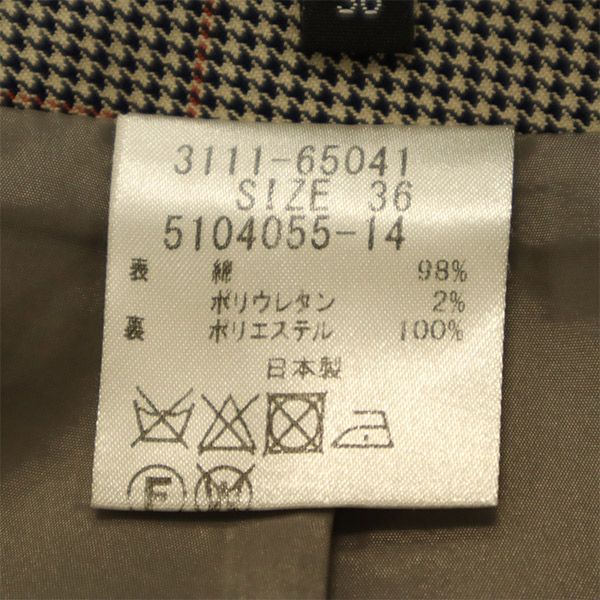 3111-65041
SIZE 36
5104055-14
表 綿 98%
ポリウレタン 2%
裏 ポリエステル 100%
日本製
F W